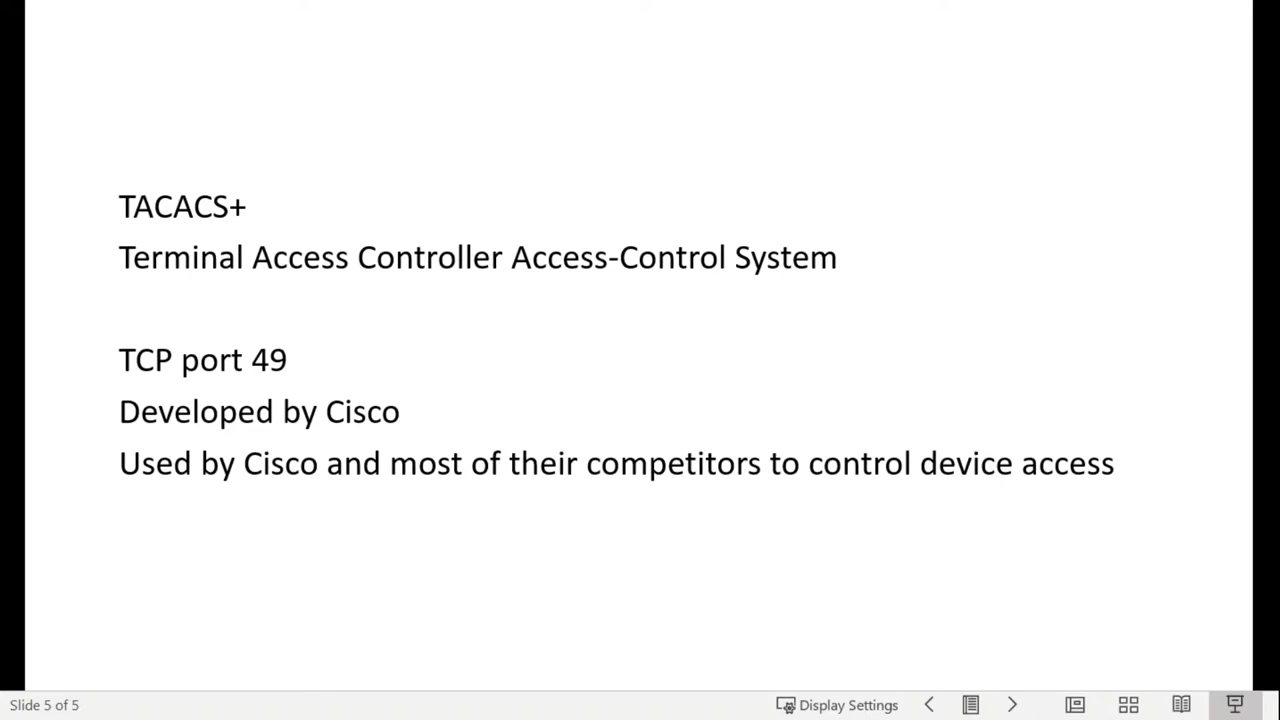 TACACS+
Terminal Access Controller Access-Control System
TCP port 49
Developed by Cisco
Used by Cisco and most of their competitors to control device access
Slide 5 of 5
Display Settings